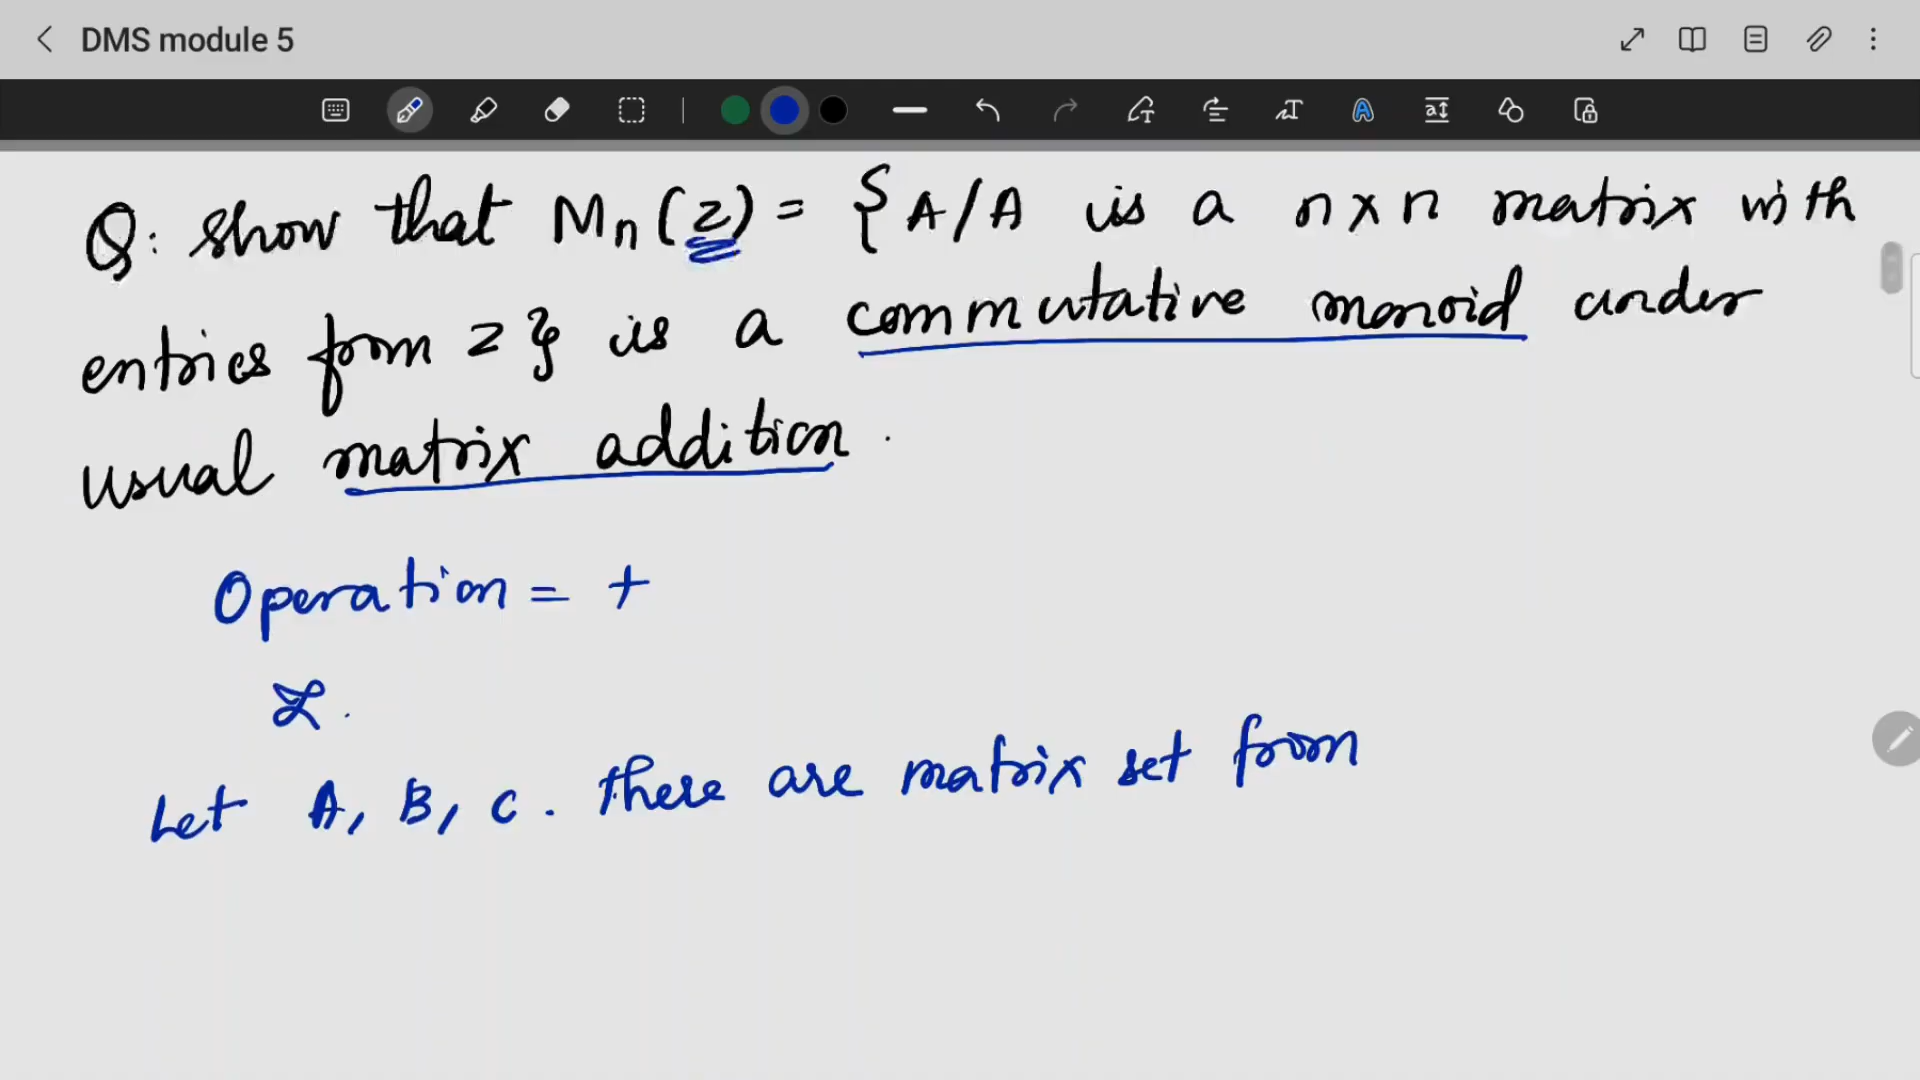 DMS module 5
Q: show that Mn(z) = { A/A is a n x n matrix with
entries from z } is a commutative monoid under
usual matrix addition.
Operation = +
Z.
Let A, B, C. these are matrix set from